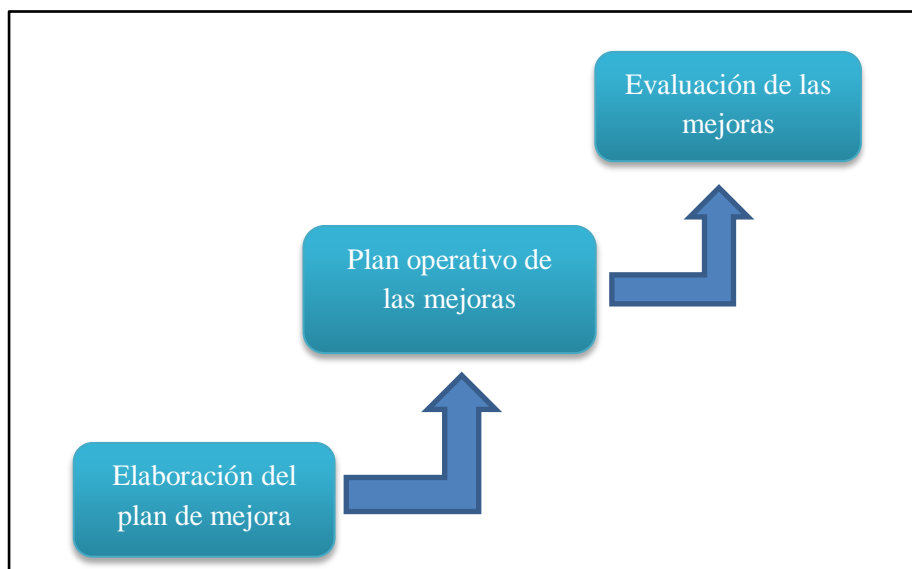 Evaluación de las
mejoras
Plan operativo de
las mejoras
Elaboración del
plan de mejora